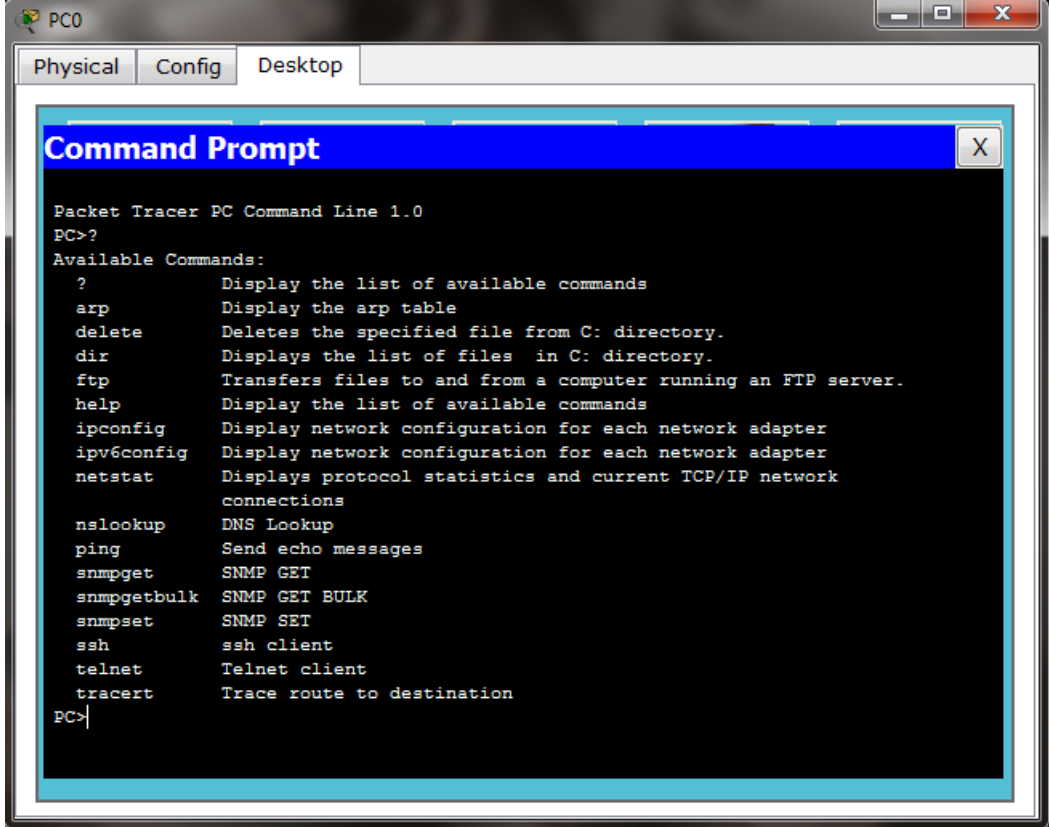 PC0
Physical Config Desktop
Command Prompt
X
Packet Tracer PC Command Line 1.0
PC>?
Available Commands:
? Display the list of available commands
arp Display the arp table
delete Deletes the specified file from C: directory.
dir Displays the list of files  in C: directory.
ftp Transfers files to and from a computer running an FTP server.
help Display the list of available commands
ipconfig Display network configuration for each network adapter
ipv6config Display network configuration for each network adapter
netstat Displays protocol statistics and current TCP/IP network
connections
nslookup DNS Lookup
ping Send echo messages
snmpget SNMP GET
snmpgetbulk SNMP GET BULK
snmpset SNMP SET
ssh ssh client
telnet Telnet client
tracert Trace route to destination
PC>